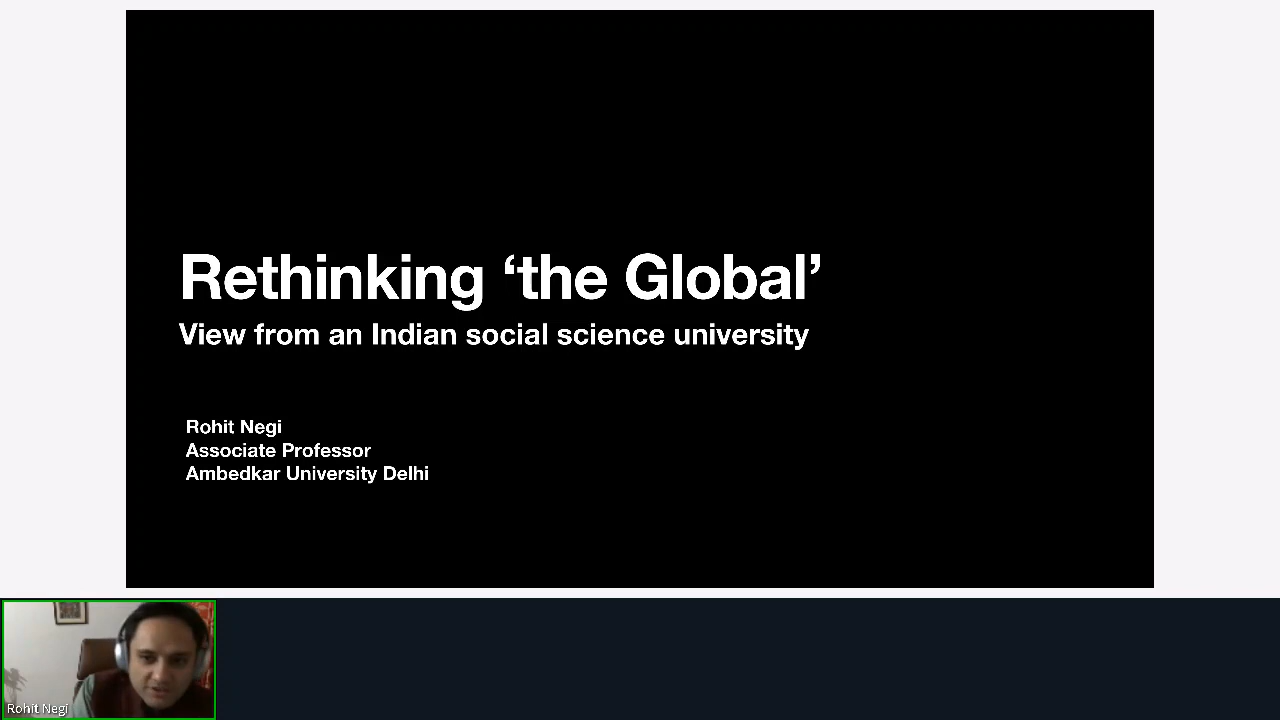 Rethinking ‘the Global’
View from an Indian social science university
Rohit Negi
Associate Professor
Ambedkar University Delhi
Rohit Negi